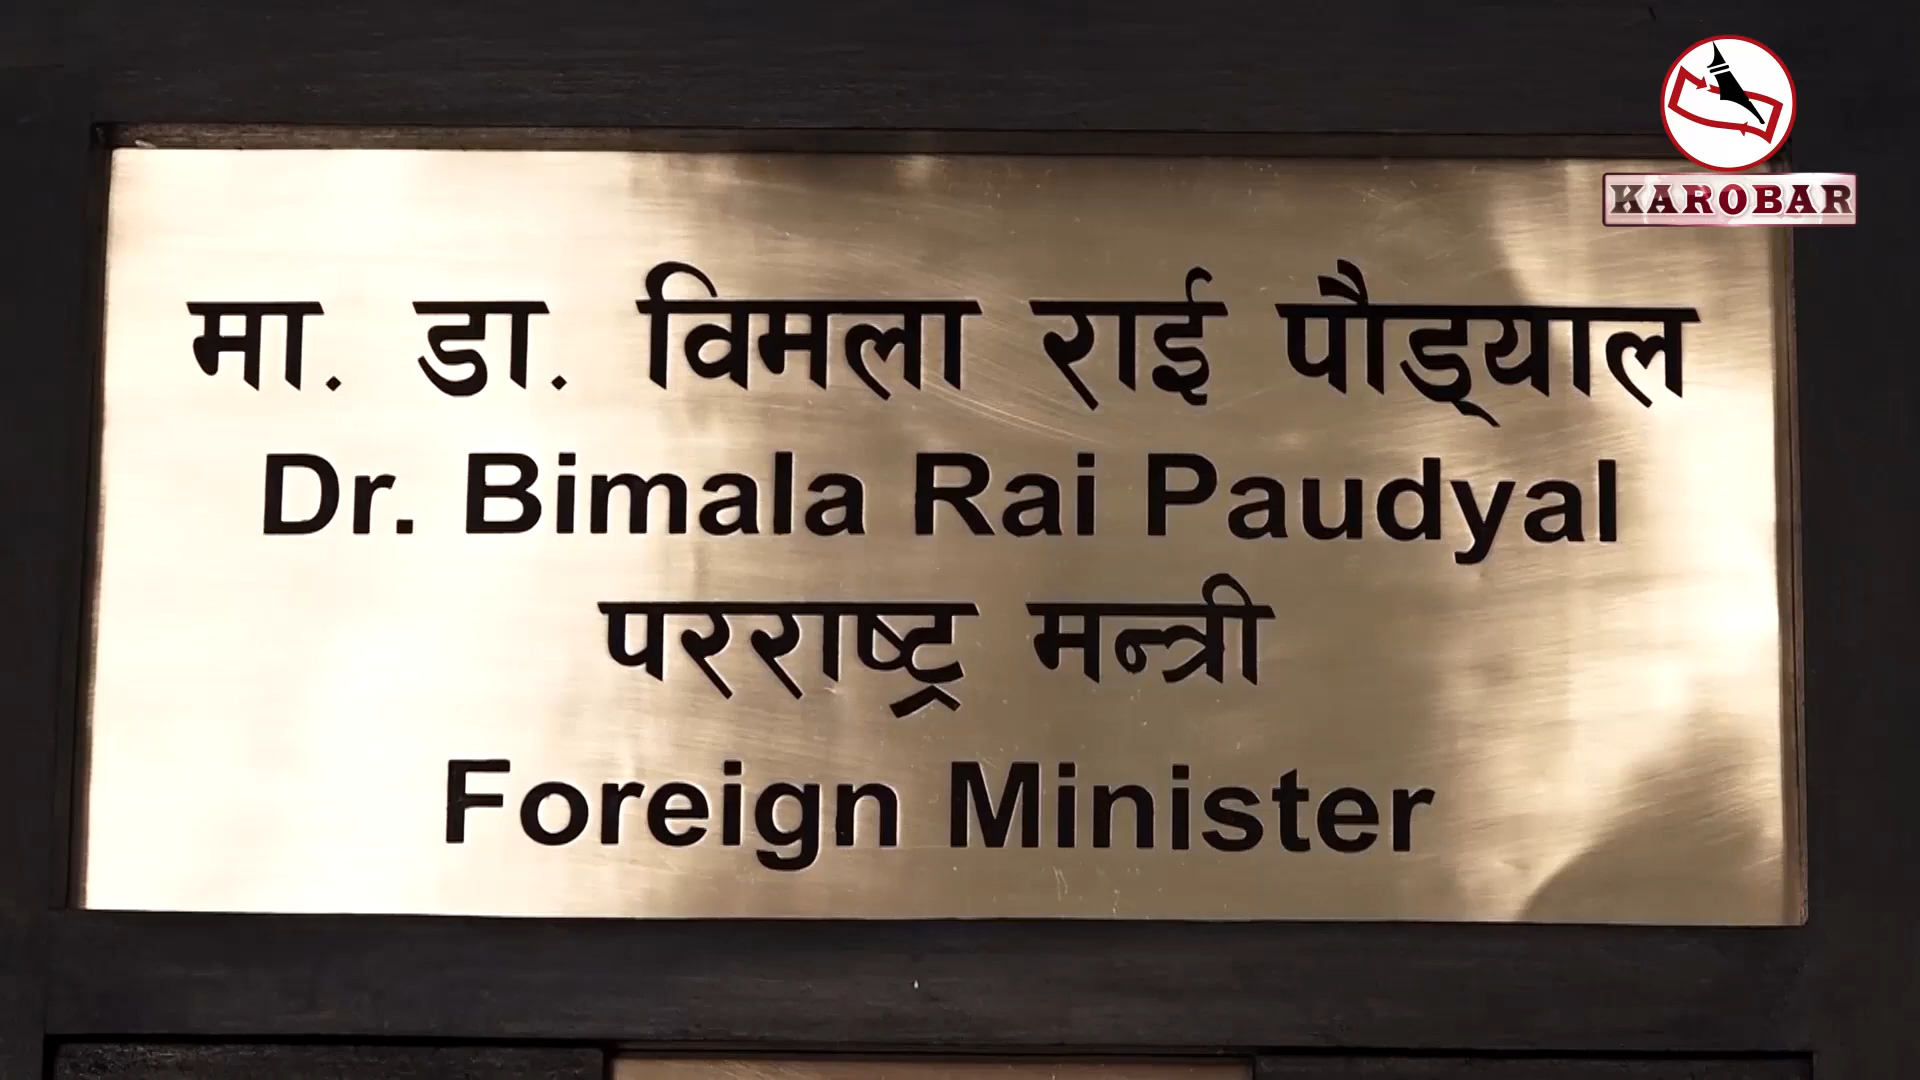 KAROBAR
मा. डा. विमला राई पौड्याल
Dr. Bimala Rai Paudyal
परराष्ट्र मन्त्री
Foreign Minister